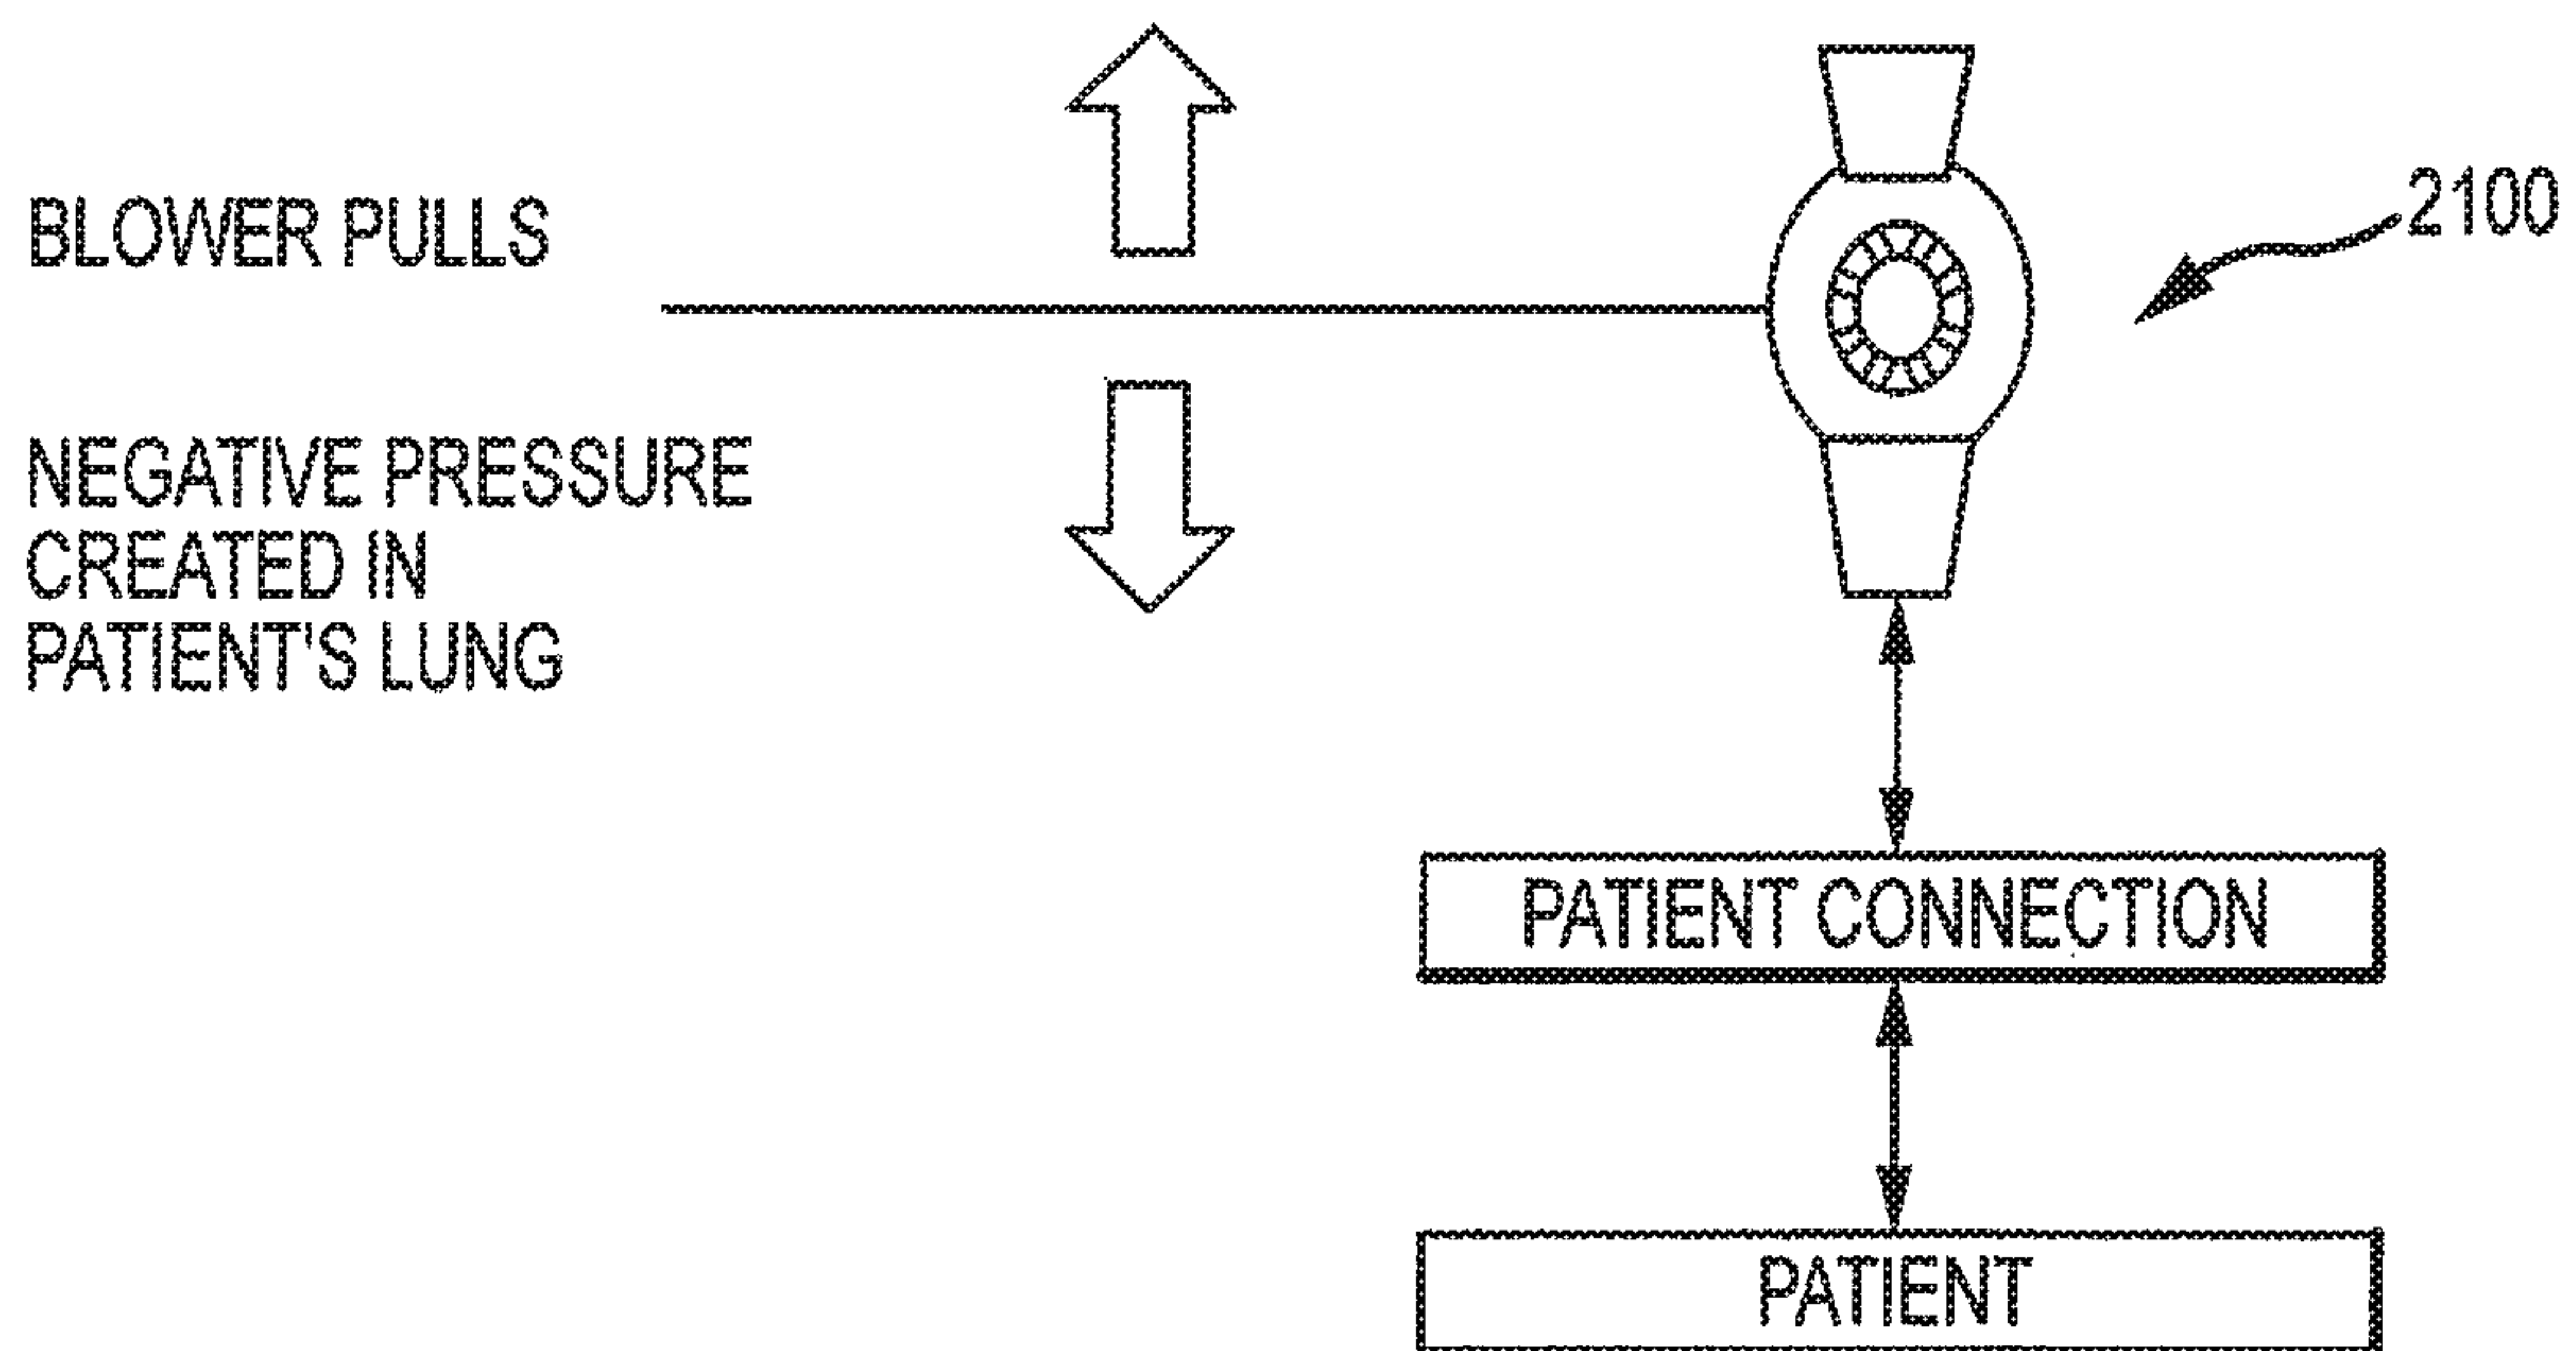 BLOWER PULLS
2100
NEGATIVE PRESSURE
CREATED IN
PATIENT'S LUNG
PATIENT CONNECTION
PATIENT